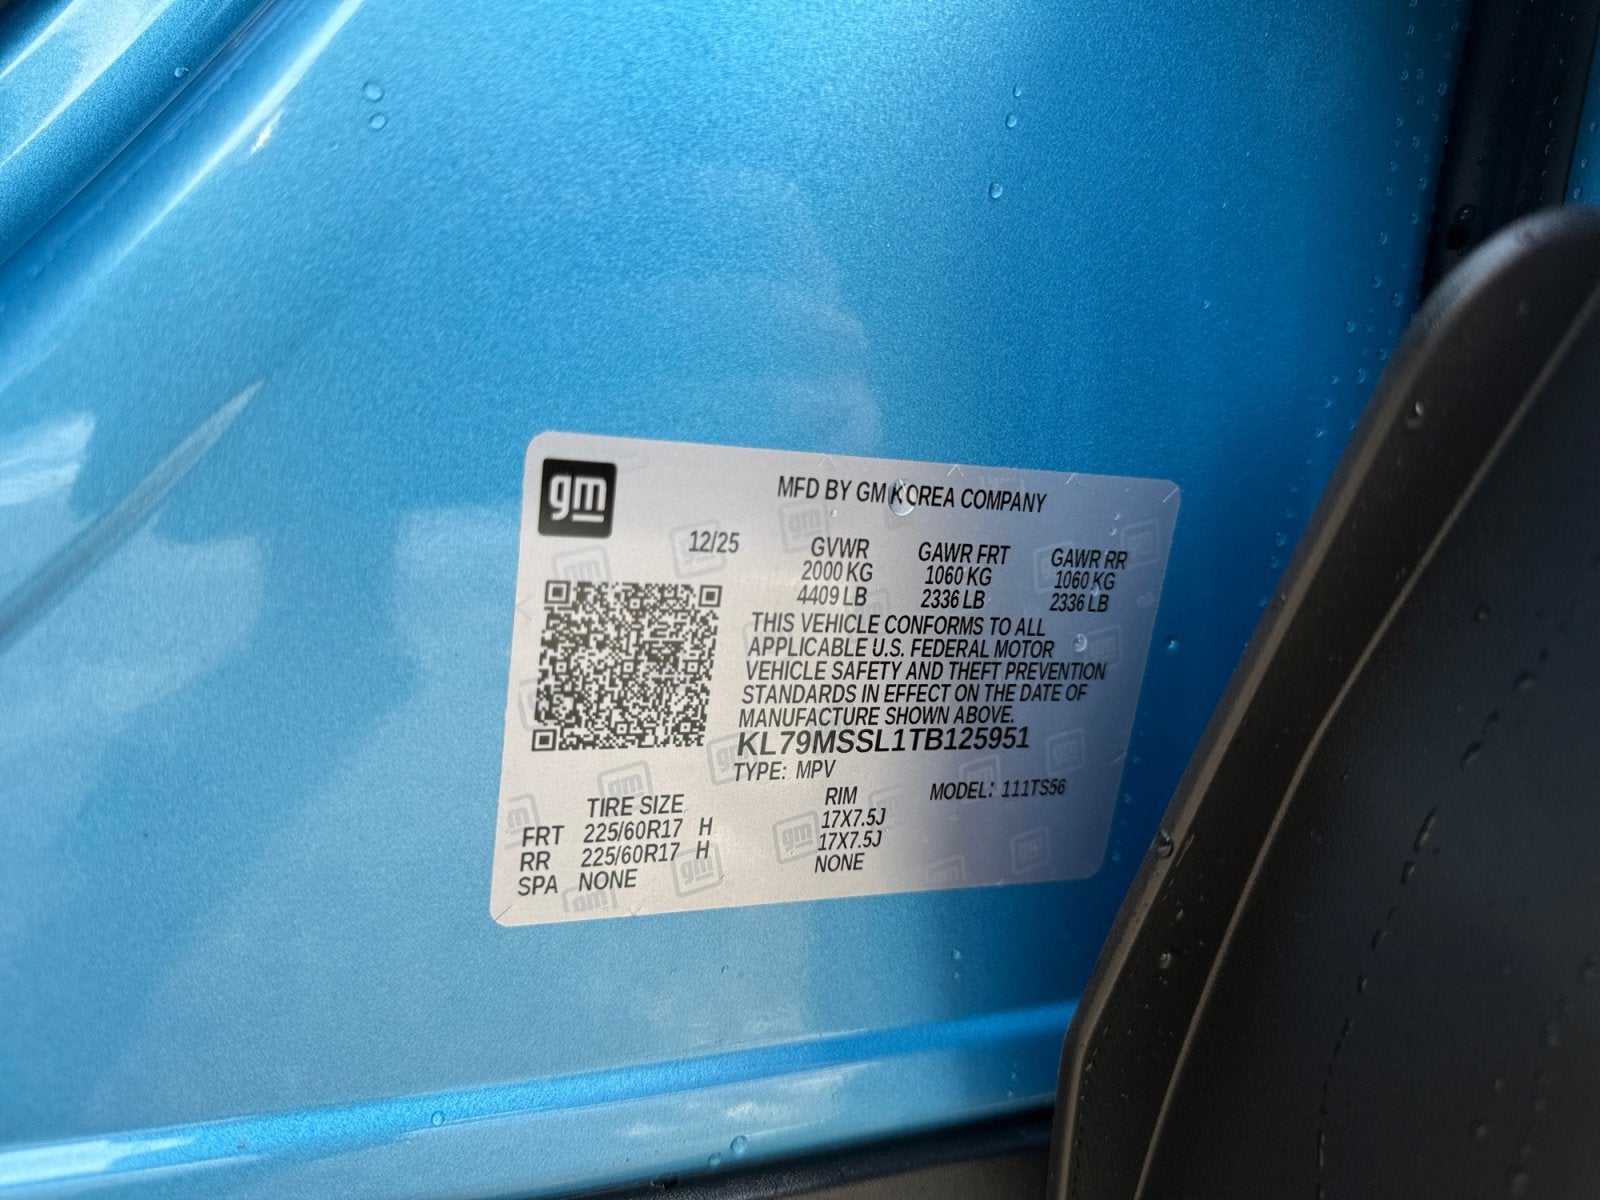 gm
MFD BY GM KOREA COMPANY
12/25 GVWR GAWR FRT GAWR RR
2000 KG 1060 KG 1060 KG
4409 LB 2336 LB 2336 LB
THIS VEHICLE CONFORMS TO ALL
APPLICABLE U.S. FEDERAL MOTOR
VEHICLE SAFETY AND THEFT PREVENTION
STANDARDS IN EFFECT ON THE DATE OF
MANUFACTURE SHOWN ABOVE.
KL79MSSL1TB125951
TYPE: MPV
MODEL: 111TS56
TIRE SIZE RIM
FRT 225/60R17 H 17X7.5J
RR 225/60R17 H 17X7.5J
SPA NONE NONE